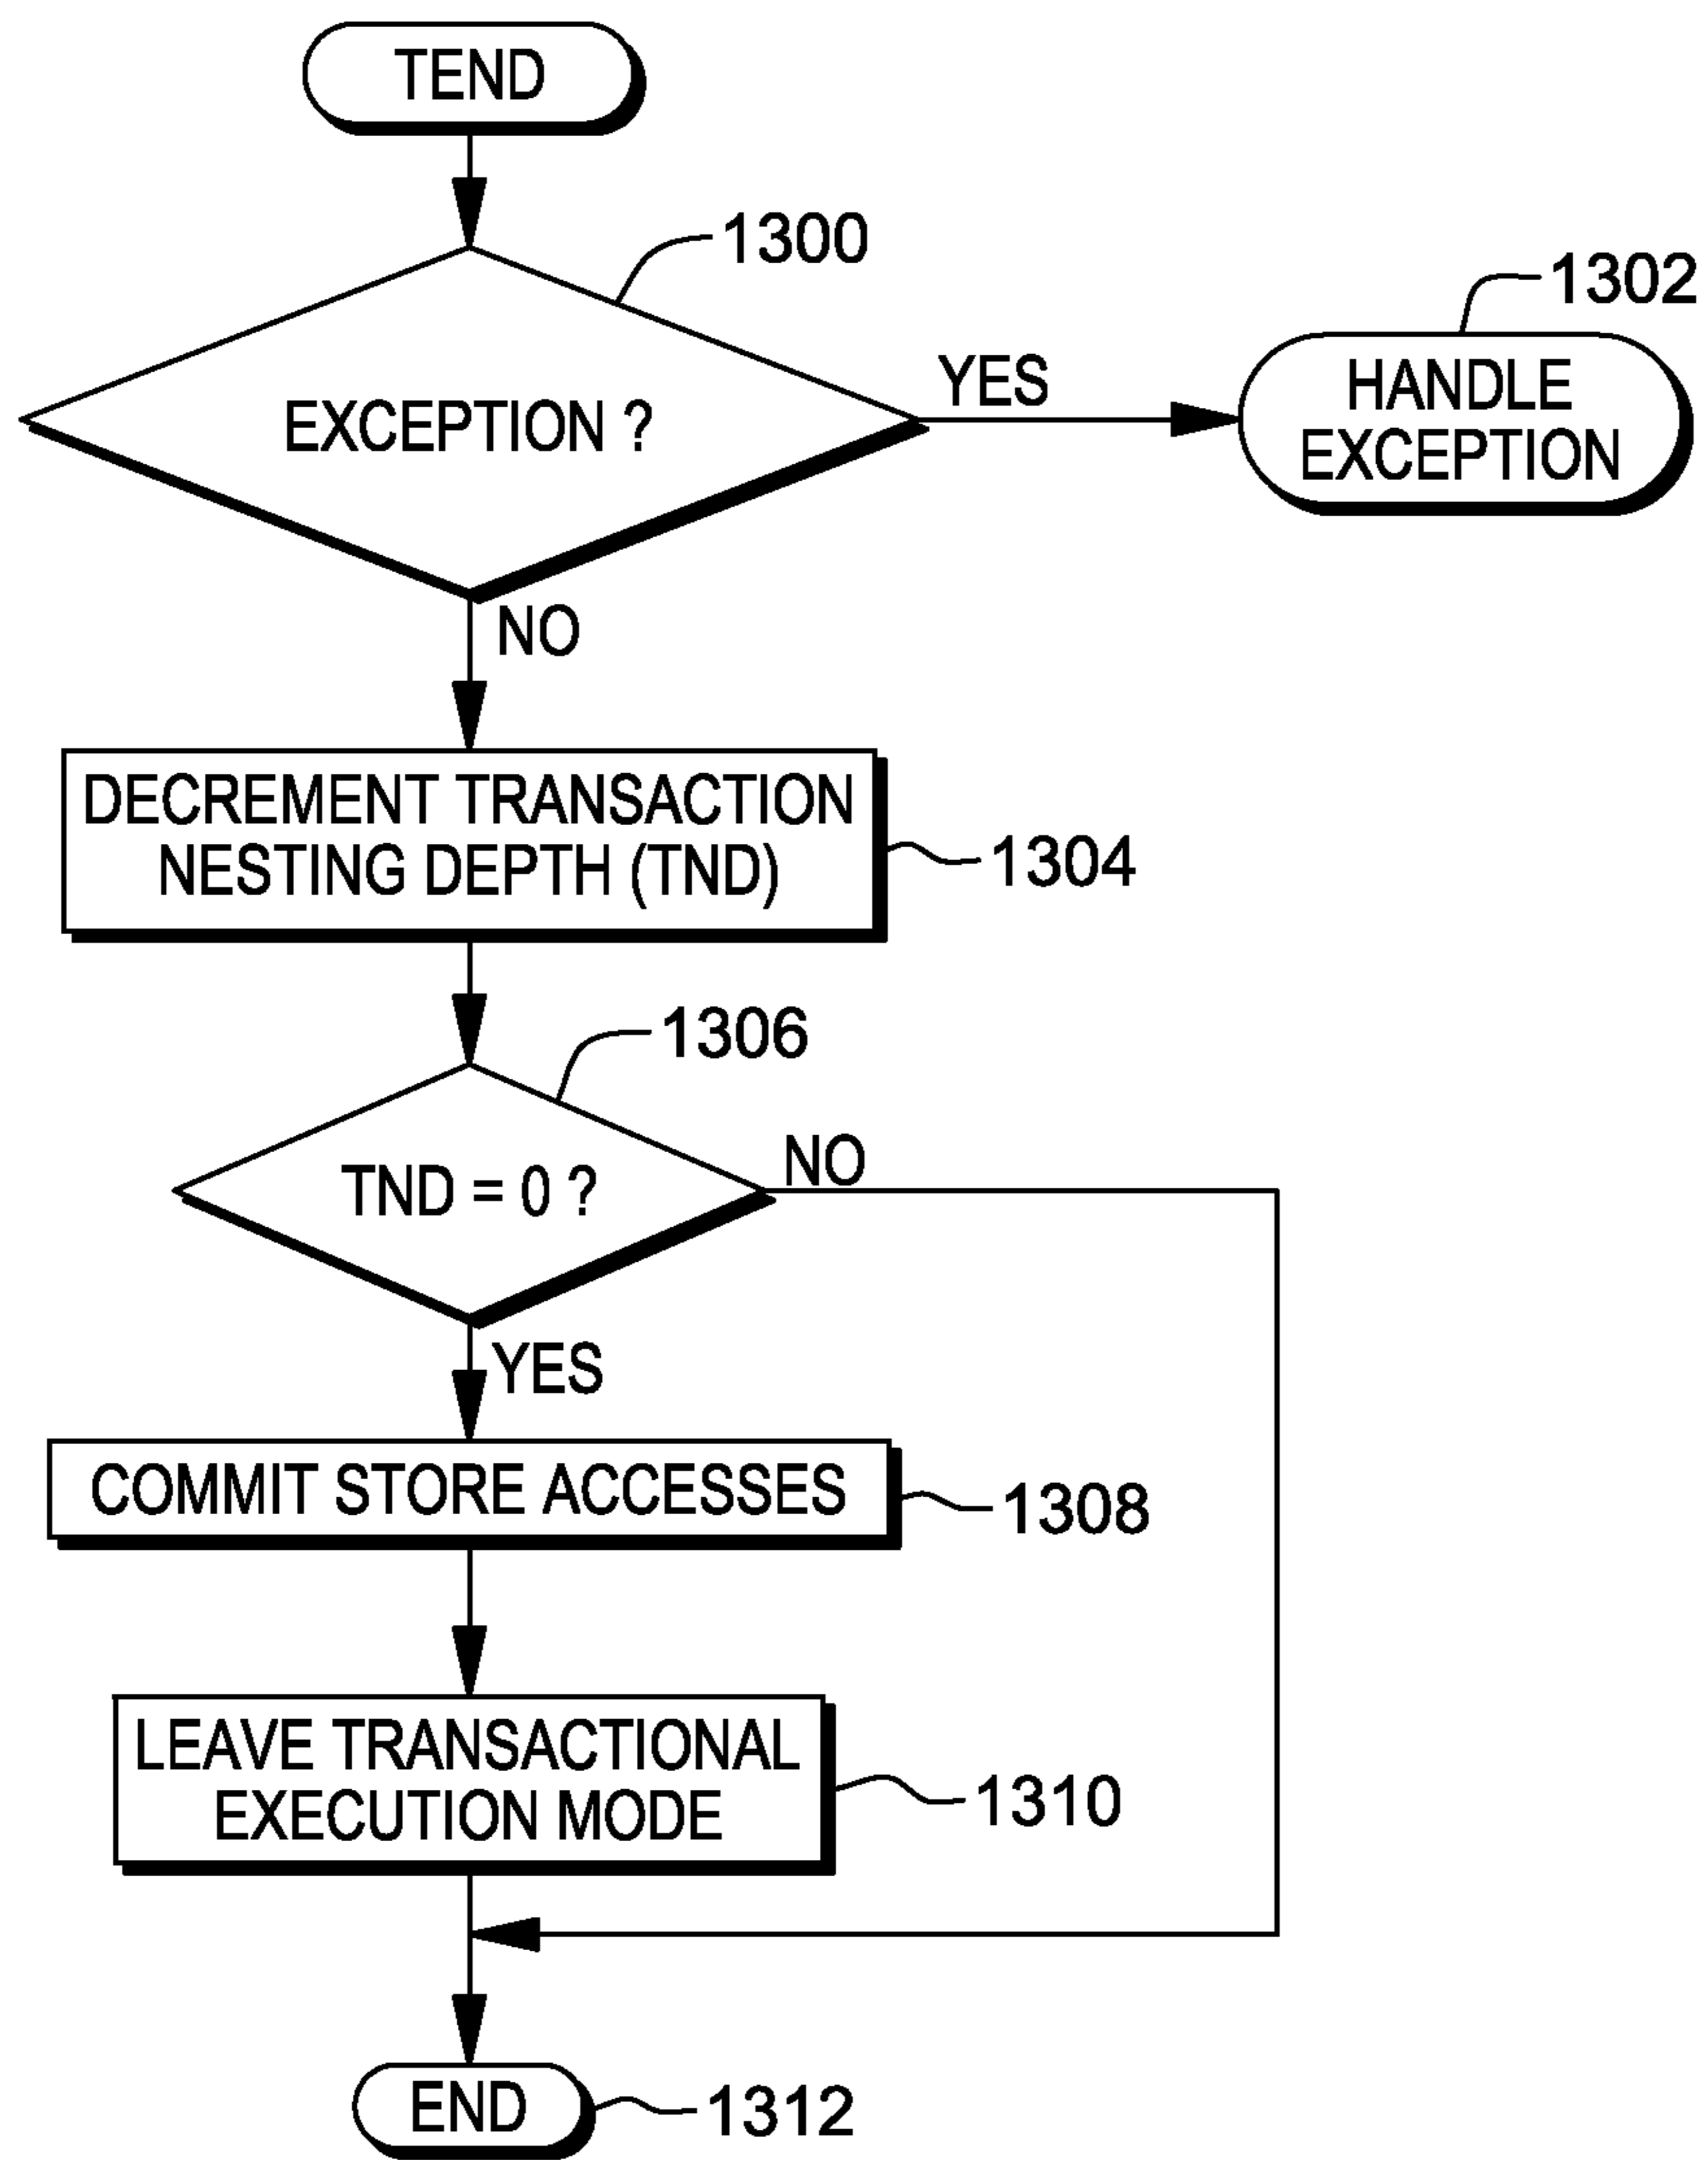 TEND
1300
EXCEPTION ?
YES
1302
HANDLE
EXCEPTION
NO
DECREMENT TRANSACTION
NESTING DEPTH (TND)
1304
1306
TND = 0 ?
NO
YES
COMMIT STORE ACCESSES
1308
LEAVE TRANSACTIONAL
EXECUTION MODE
1310
END
1312